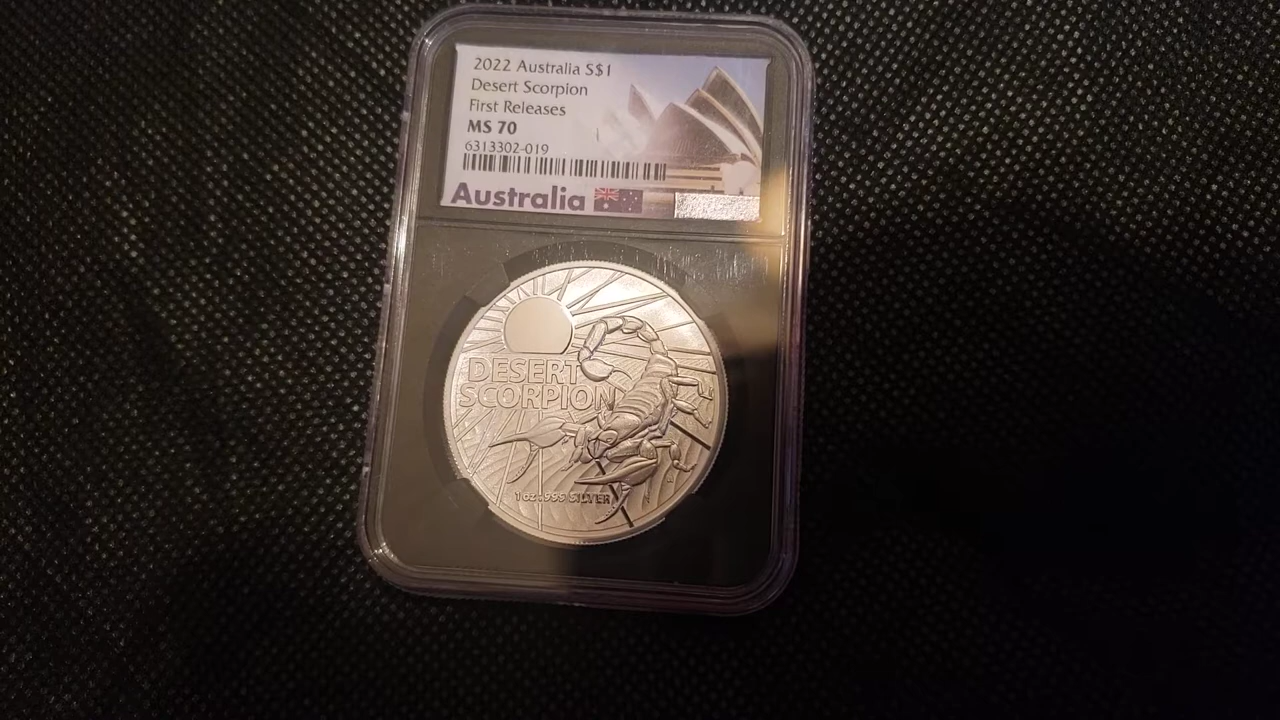 2022 Australia S$1
Desert Scorpion
First Releases
MS 70
6313302-019
Australia
DESERT
SCORPION
1 oz .999 SILVER